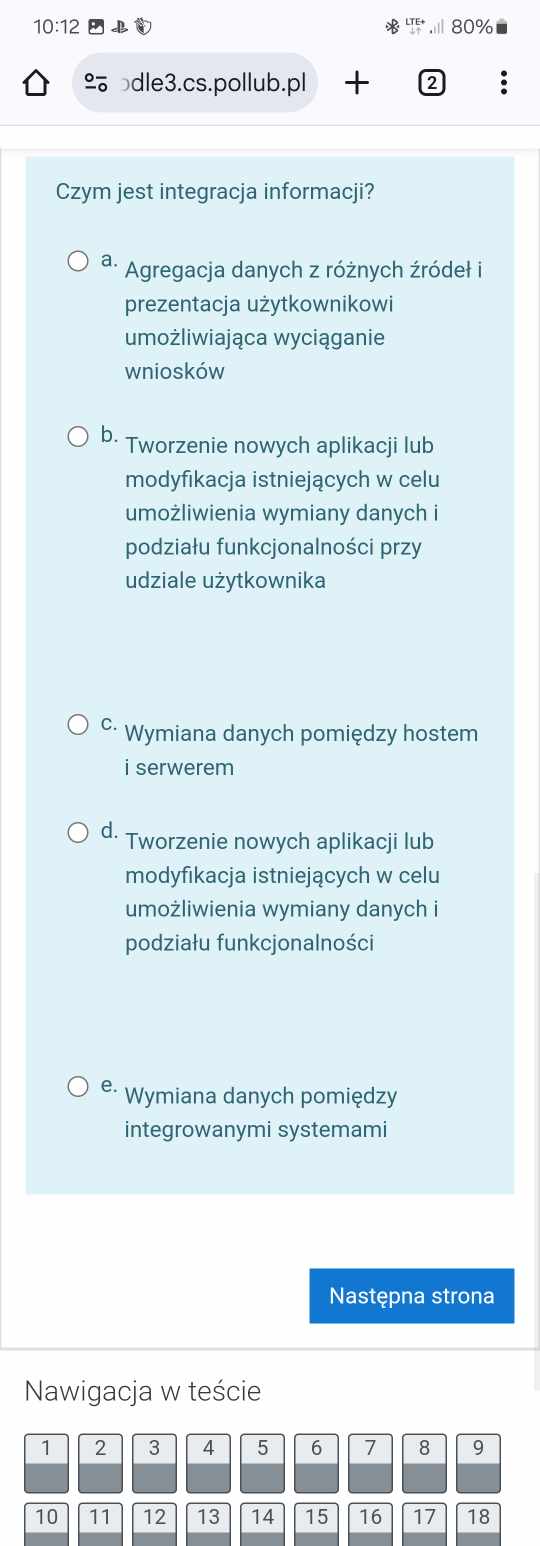 10:12
LTE+
80%
dle3.cs.pollub.pl
2
Czym jest integracja informacji?
a.
Agregacja danych z różnych źródeł i
prezentacja użytkownikowi
umożliwiająca wyciąganie
wniosków
b.
Tworzenie nowych aplikacji lub
modyfikacja istniejących w celu
umożliwienia wymiany danych i
podziału funkcjonalności przy
udziale użytkownika
c.
Wymiana danych pomiędzy hostem
i serwerem
d.
Tworzenie nowych aplikacji lub
modyfikacja istniejących w celu
umożliwienia wymiany danych i
podziału funkcjonalności
e.
Wymiana danych pomiędzy
integrowanymi systemami
Następna strona
Nawigacja w teście
1 2 3 4 5 6 7 8 9
10 11 12 13 14 15 16 17 18